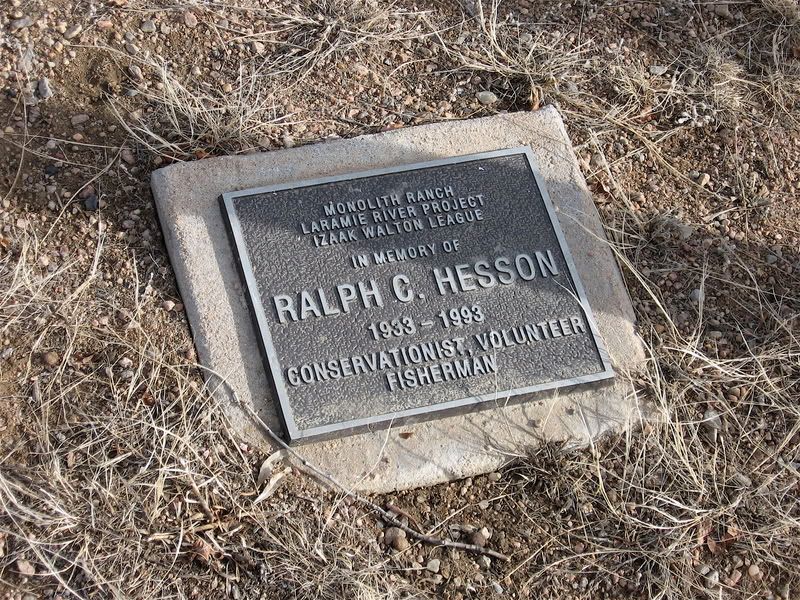 MONOLITH RANCH
LARAMIE RIVER PROJECT
IZAAK WALTON LEAGUE
IN MEMORY OF
RALPH C. HESSON
1933 - 1993
CONSERVATIONIST, VOLUNTEER
FISHERMAN